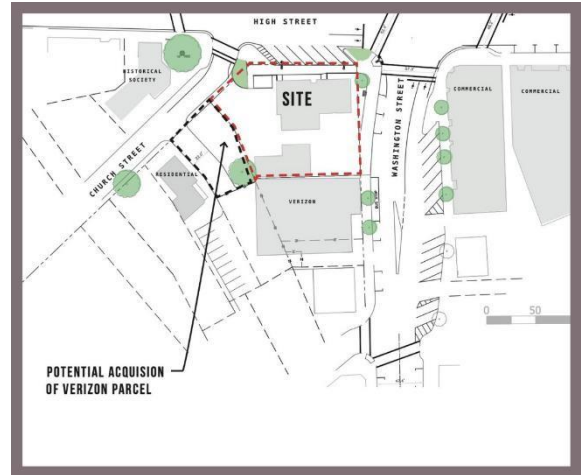 HIGH STREET
HISTORICAL
SOCIETY
SITE
COMMERCIAL
COMMERCIAL
WASHINGTON STREET
CHURCH STREET
RESIDENTIAL
VERIZON
0 50
POTENTIAL ACQUISION
OF VERIZON PARCEL